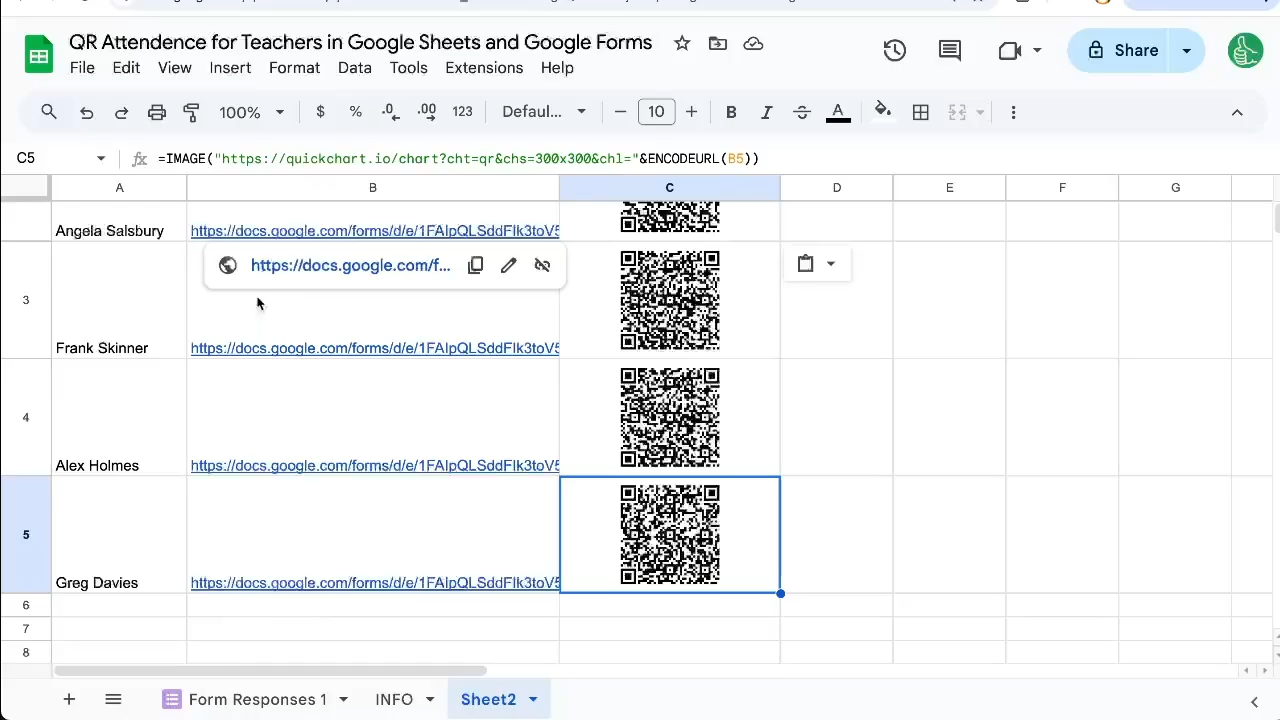 QR Attendence for Teachers in Google Sheets and Google Forms
Share
File Edit View Insert Format Data Tools Extensions Help
100% $ % .0 .00 123 Defaul... 10 B I A
C5 fx =IMAGE("https://quickchart.io/chart?cht=qr&chs=300x300&chl="&ENCODEURL(B5))
A B C D E F G
Angela Salsbury https://docs.google.com/forms/d/e/1FAIpQLSddFlk3toV5
https://docs.google.com/f...
3
Frank Skinner https://docs.google.com/forms/d/e/1FAIpQLSddFlk3toV5
4
Alex Holmes https://docs.google.com/forms/d/e/1FAIpQLSddFlk3toV5
5
Greg Davies https://docs.google.com/forms/d/e/1FAIpQLSddFlk3toV5
6
7
8
Form Responses 1 INFO Sheet2